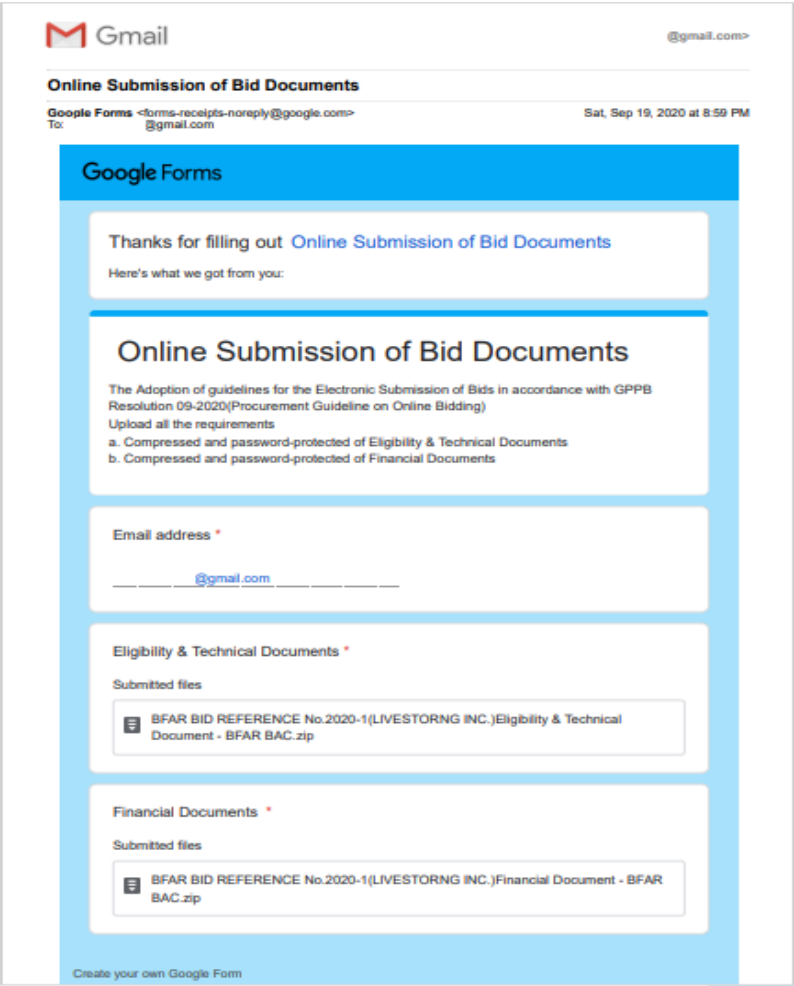 Gmail
@gmail.com>
Online Submission of Bid Documents
Google Forms <forms-receipts-noreply@google.com>
Sat, Sep 19, 2020 at 8:59 PM
To: @gmail.com
Google Forms
Thanks for filling out Online Submission of Bid Documents
Here's what we got from you:
Online Submission of Bid Documents
The Adoption of guidelines for the Electronic Submission of Bids in accordance with GPPB
Resolution 09-2020(Procurement Guideline on Online Bidding)
Upload all the requirements
a. Compressed and password-protected of Eligibility & Technical Documents
b. Compressed and password-protected of Financial Documents
Email address *
@gmail.com
Eligibility & Technical Documents *
Submitted files
BFAR BID REFERENCE No.2020-1(LIVESTORNG INC.)Eligibility & Technical
Document - BFAR BAC.zip
Financial Documents *
Submitted files
BFAR BID REFERENCE No.2020-1(LIVESTORNG INC.)Financial Document - BFAR
BAC.zip
Create your own Google Form